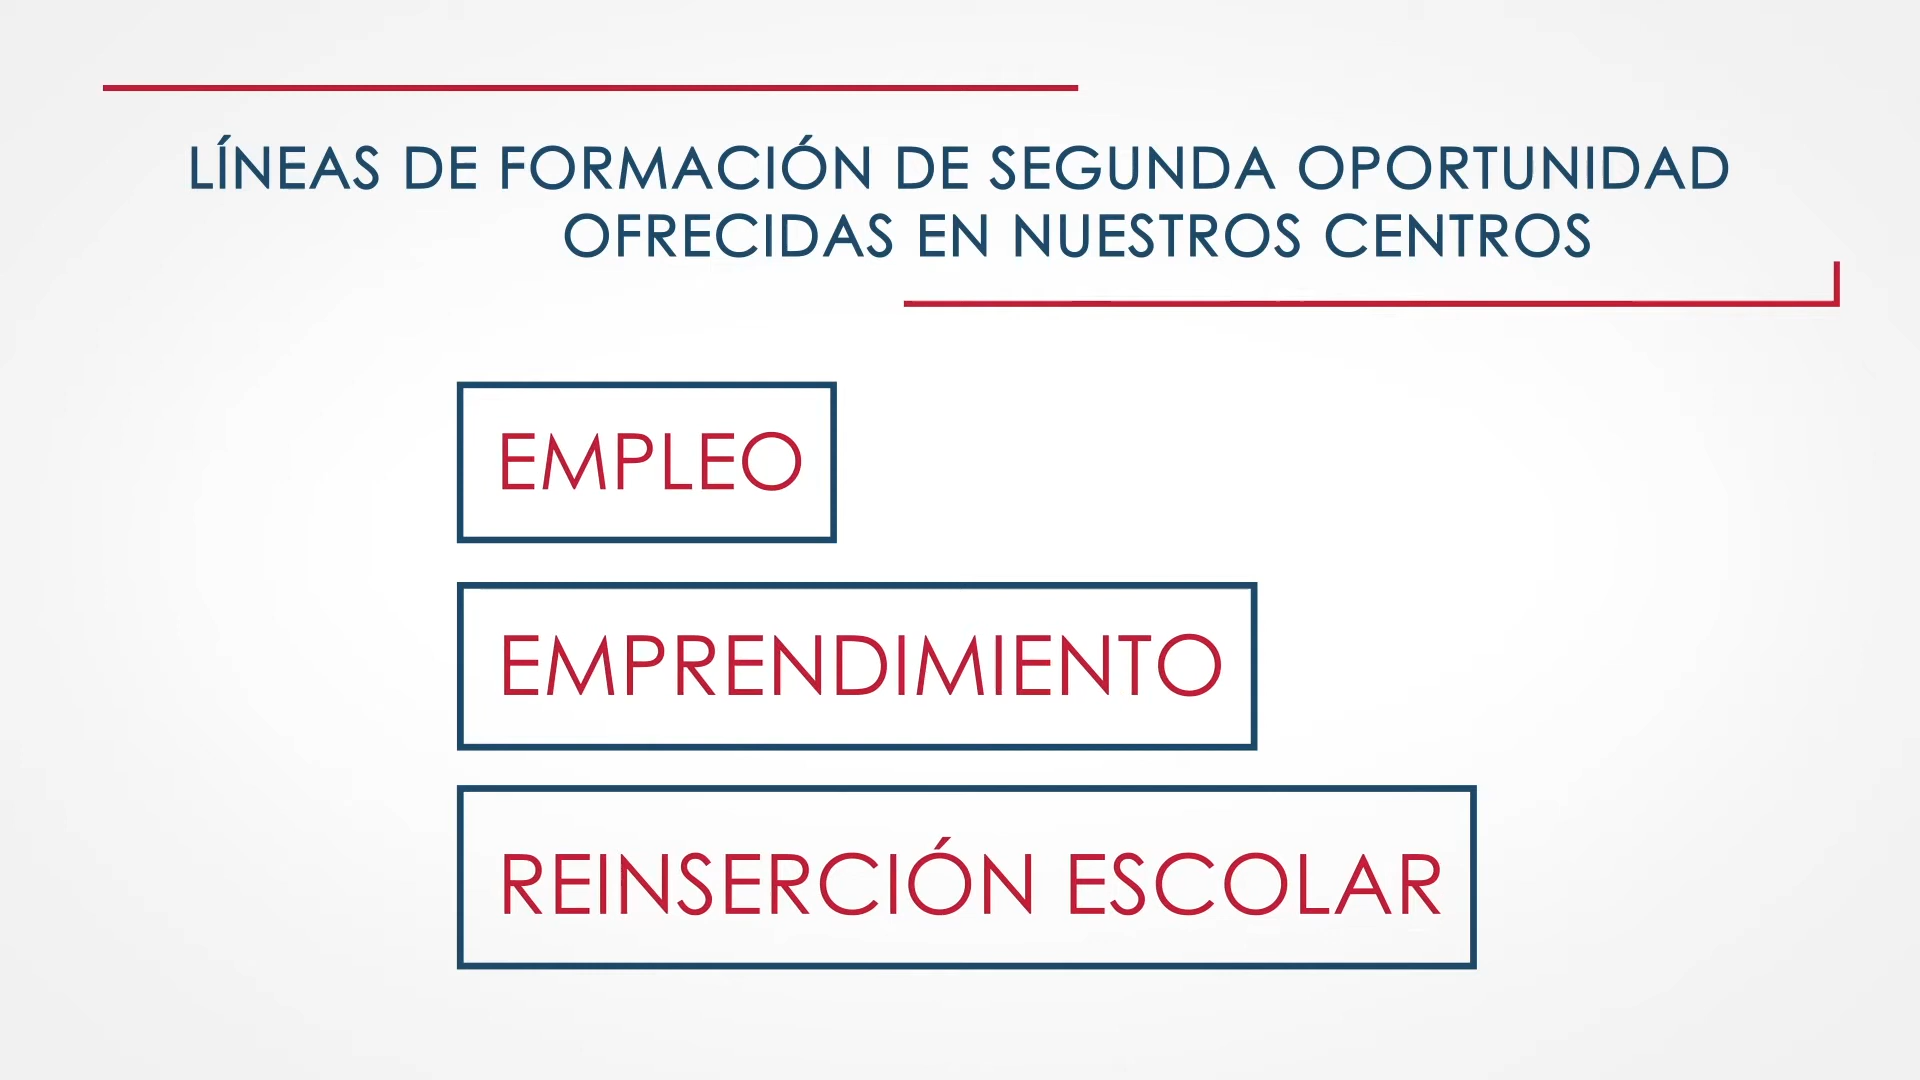 LÍNEAS DE FORMACIÓN DE SEGUNDA OPORTUNIDAD
OFRECIDAS EN NUESTROS CENTROS
EMPLEO
EMPRENDIMIENTO
REINSERCIÓN ESCOLAR